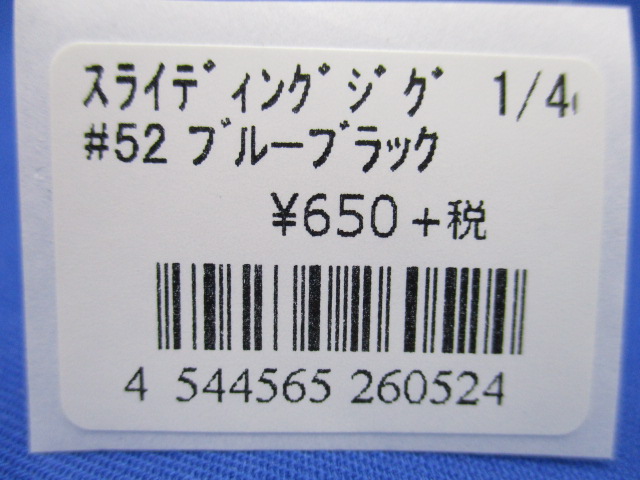 スライディングジグ 1/4
#52 ブルーブラック
¥650+税
4 544565 260524